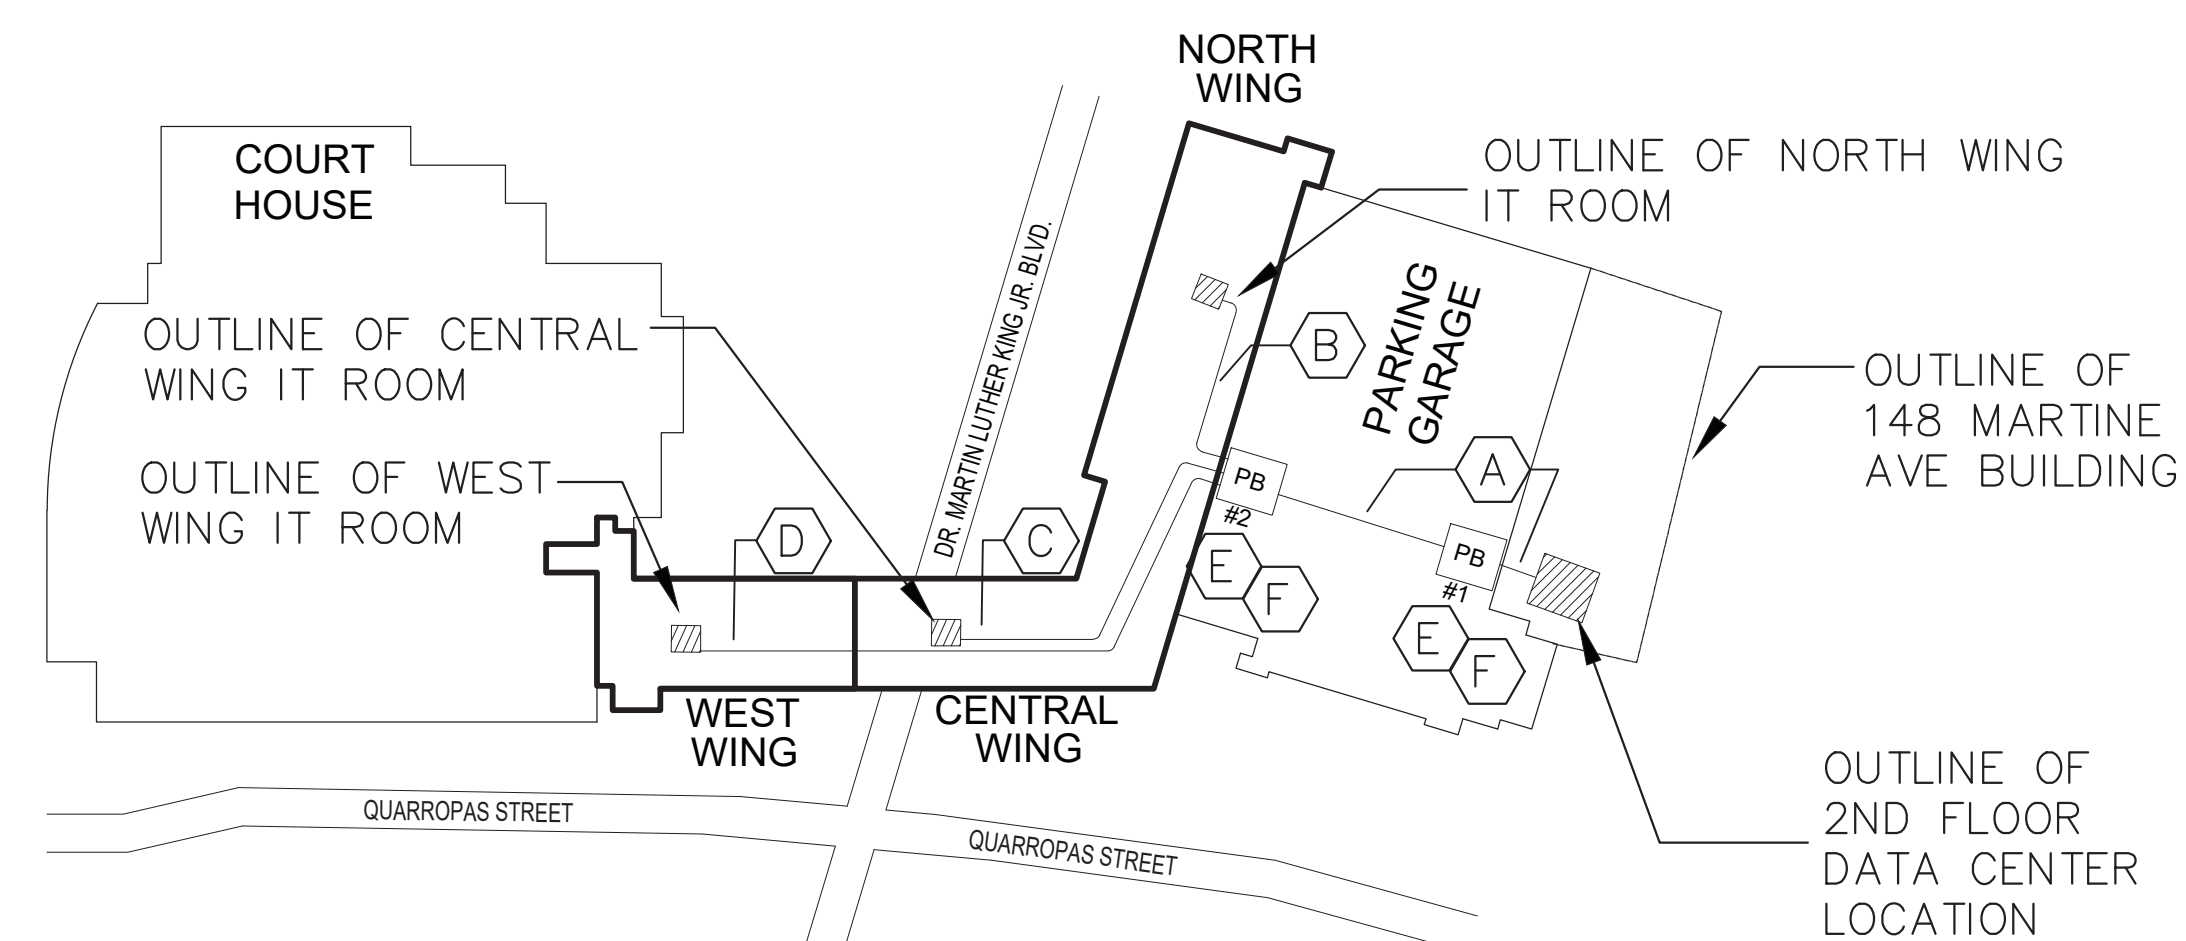 NORTH
WING
COURT
HOUSE
OUTLINE OF NORTH WING
IT ROOM
DR. MARTIN LUTHER KING JR. BLVD.
PARKING
GARAGE
B
OUTLINE OF CENTRAL
WING IT ROOM
OUTLINE OF
148 MARTINE
AVE BUILDING
OUTLINE OF WEST
WING IT ROOM
A
PB
#2
D
C
PB
#1
E
F
E
F
WEST
WING
CENTRAL
WING
OUTLINE OF
2ND FLOOR
DATA CENTER
LOCATION
QUARROPAS STREET
QUARROPAS STREET